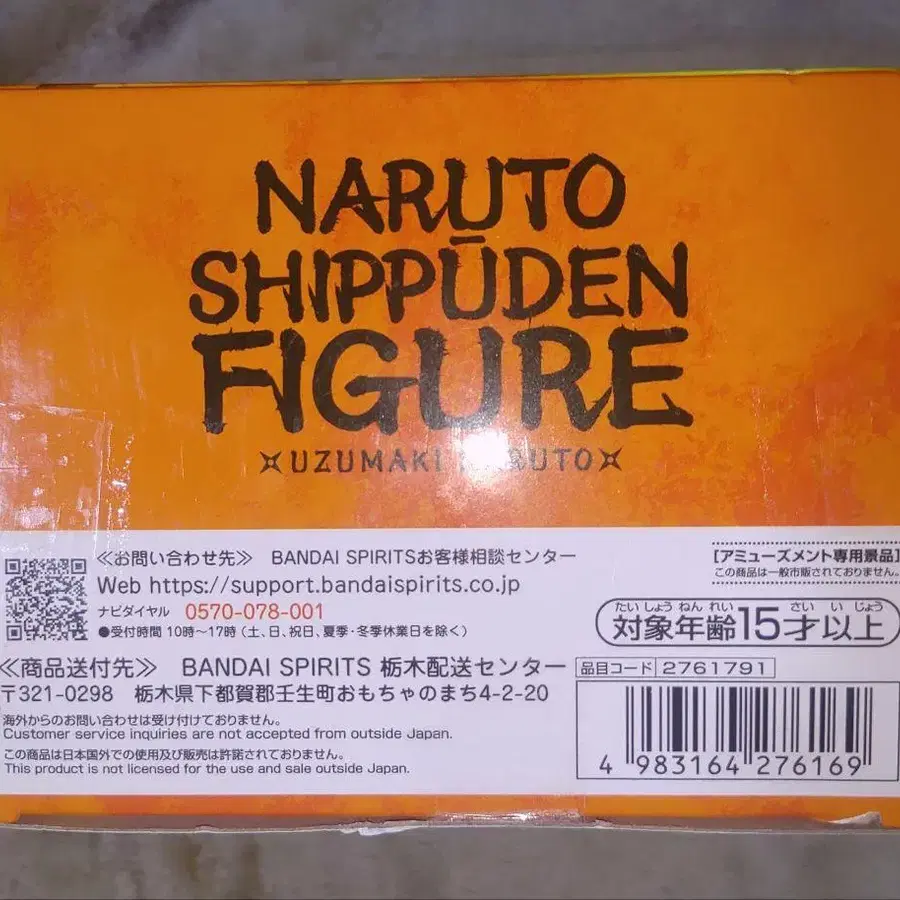 NARUTO
SHIPPŪDEN
FIGURE
UZUMAKI NARUTO
≪お問い合わせ先≫ BANDAI SPIRITSお客様相談センター
Web https://support.bandaispirits.co.jp
ナビダイヤル 0570-078-001
●受付時間 10時～17時 (土、日、祝日、夏季・冬季休業日を除く)
[アミューズメント専用景品]
この商品は一般市販されておりません。
たいしょうねんれい さいいじょう
対象年齢15才以上
≪商品送付先≫ BANDAI SPIRITS 栃木配送センター
〒321-0298 栃木県下都賀郡壬生町おもちゃのまち4-2-20
海外からのお問い合わせは受け付けておりません。
Customer service inquiries are not accepted from outside Japan.
この商品は日本国外での使用及び販売は許諾されておりません。
This product is not licensed for the use and sale outside Japan.
品目コード 2761791
4 983164 276169